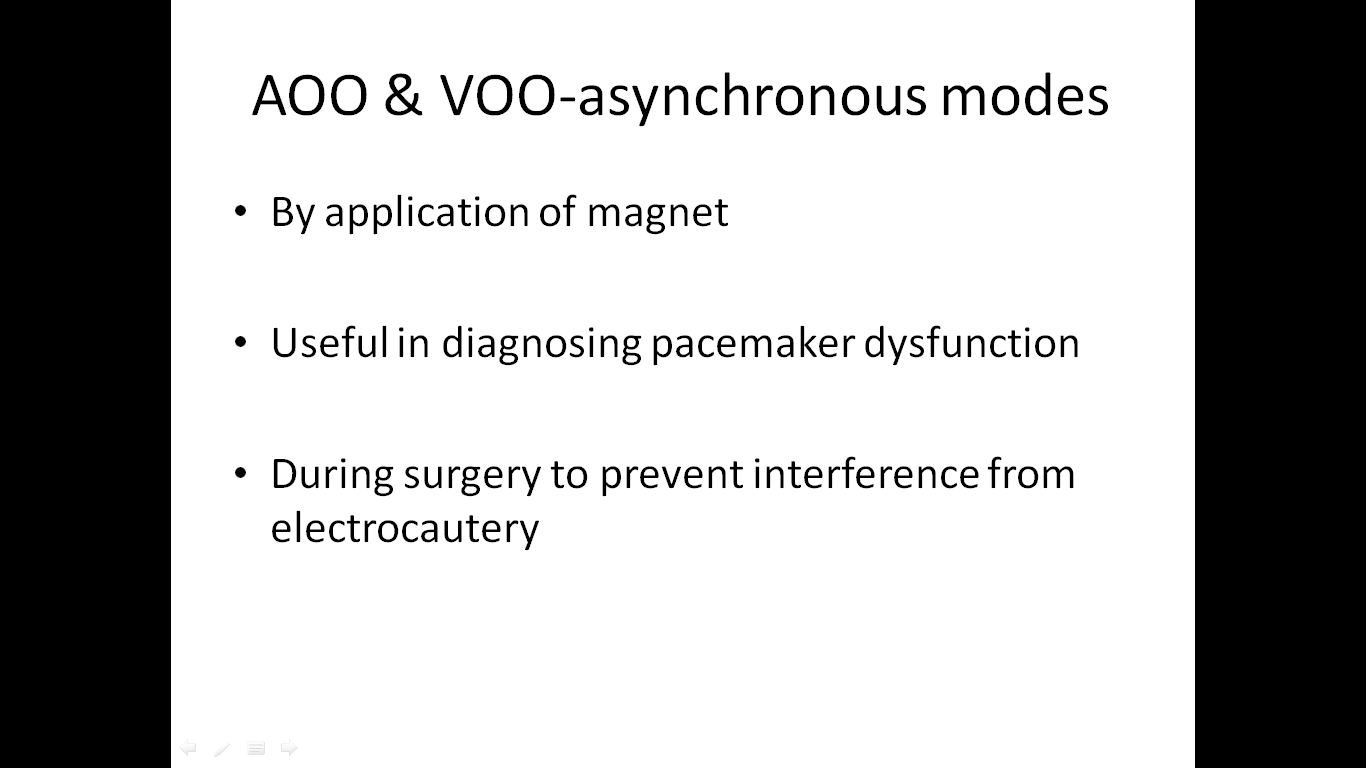 AOO & VOO-asynchronous modes
• By application of magnet
• Useful in diagnosing pacemaker dysfunction
• During surgery to prevent interference from
electrocautery